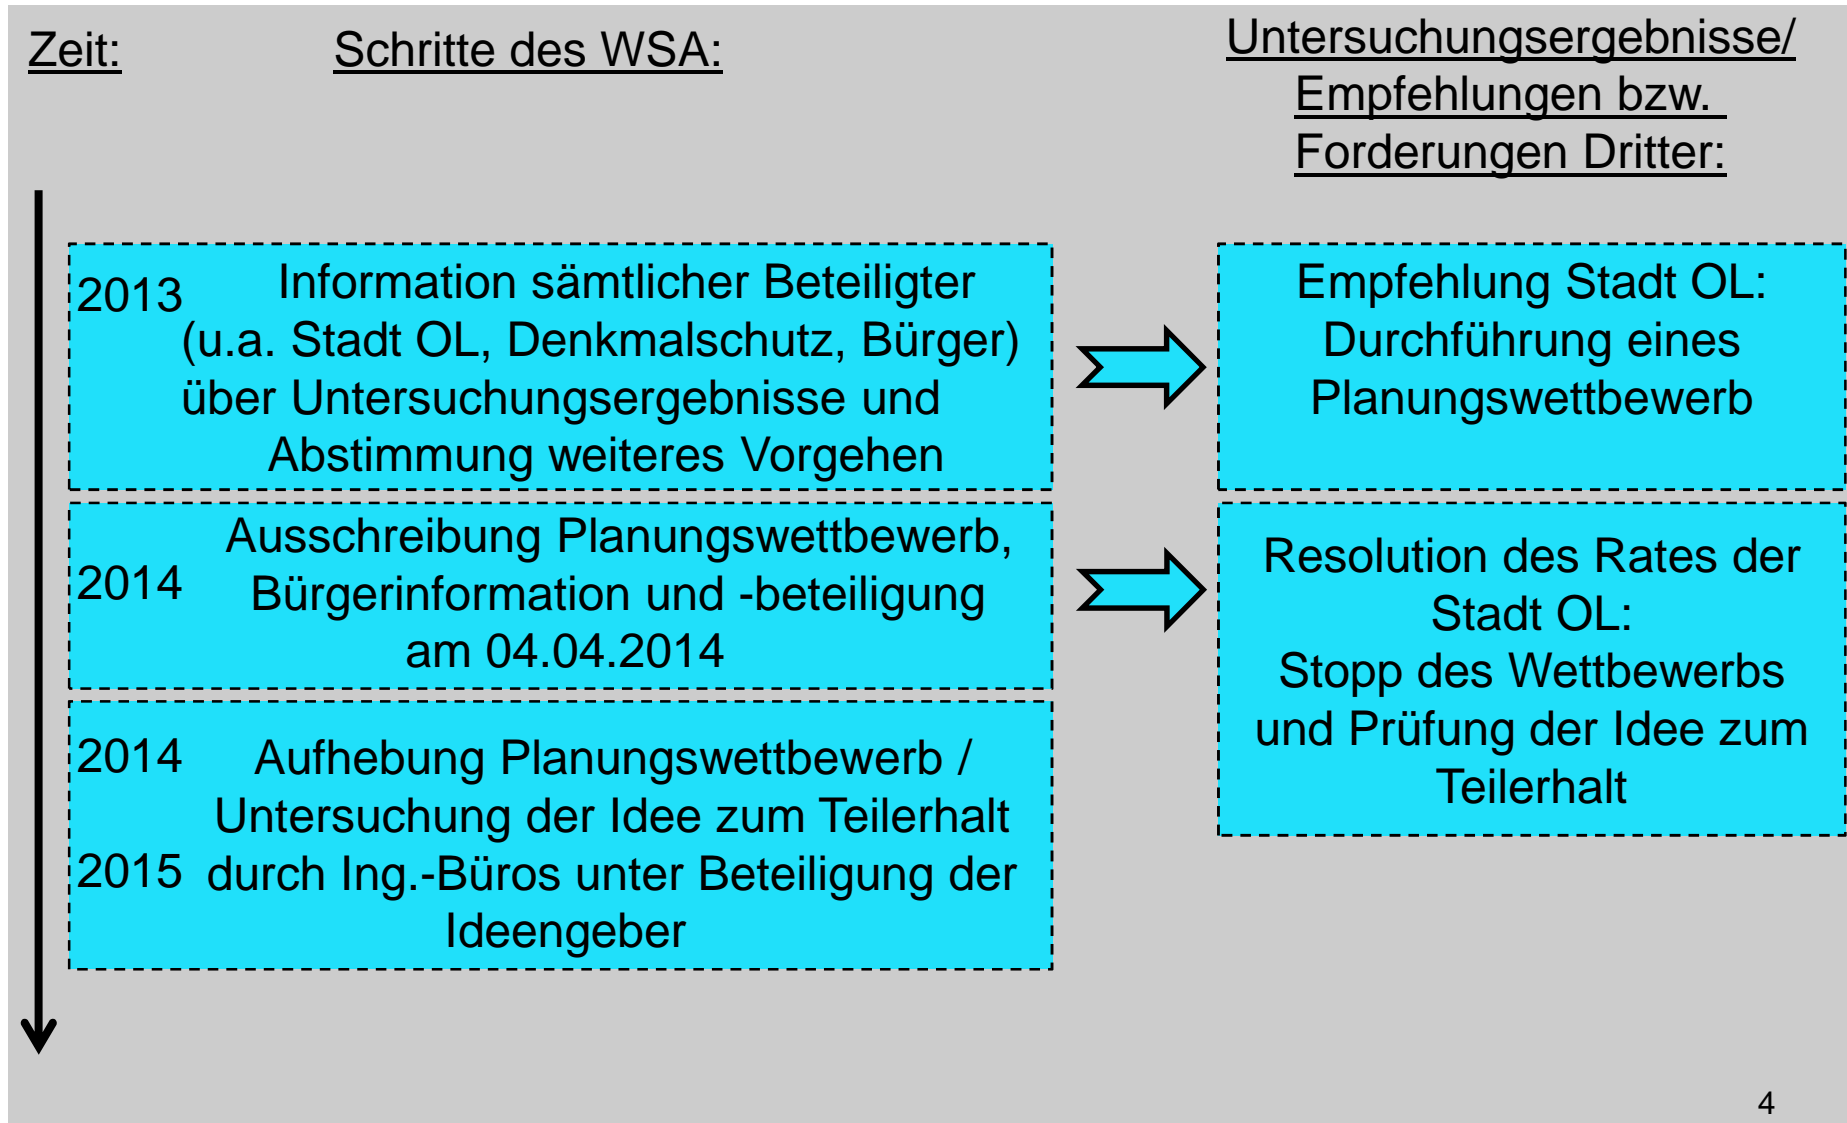 Zeit:
Schritte des WSA:
Untersuchungsergebnisse/
Empfehlungen bzw.
Forderungen Dritter:
2013
Information sämtlicher Beteiligter
(u.a. Stadt OL, Denkmalschutz, Bürger)
über Untersuchungsergebnisse und
Abstimmung weiteres Vorgehen
Empfehlung Stadt OL:
Durchführung eines
Planungswettbewerb
2014
Ausschreibung Planungswettbewerb,
Bürgerinformation und -beteiligung
am 04.04.2014
Resolution des Rates der
Stadt OL:
Stopp des Wettbewerbs
und Prüfung der Idee zum
Teilerhalt
2014
Aufhebung Planungswettbewerb /
Untersuchung der Idee zum Teilerhalt
2015
durch Ing.-Büros unter Beteiligung der
Ideengeber
4